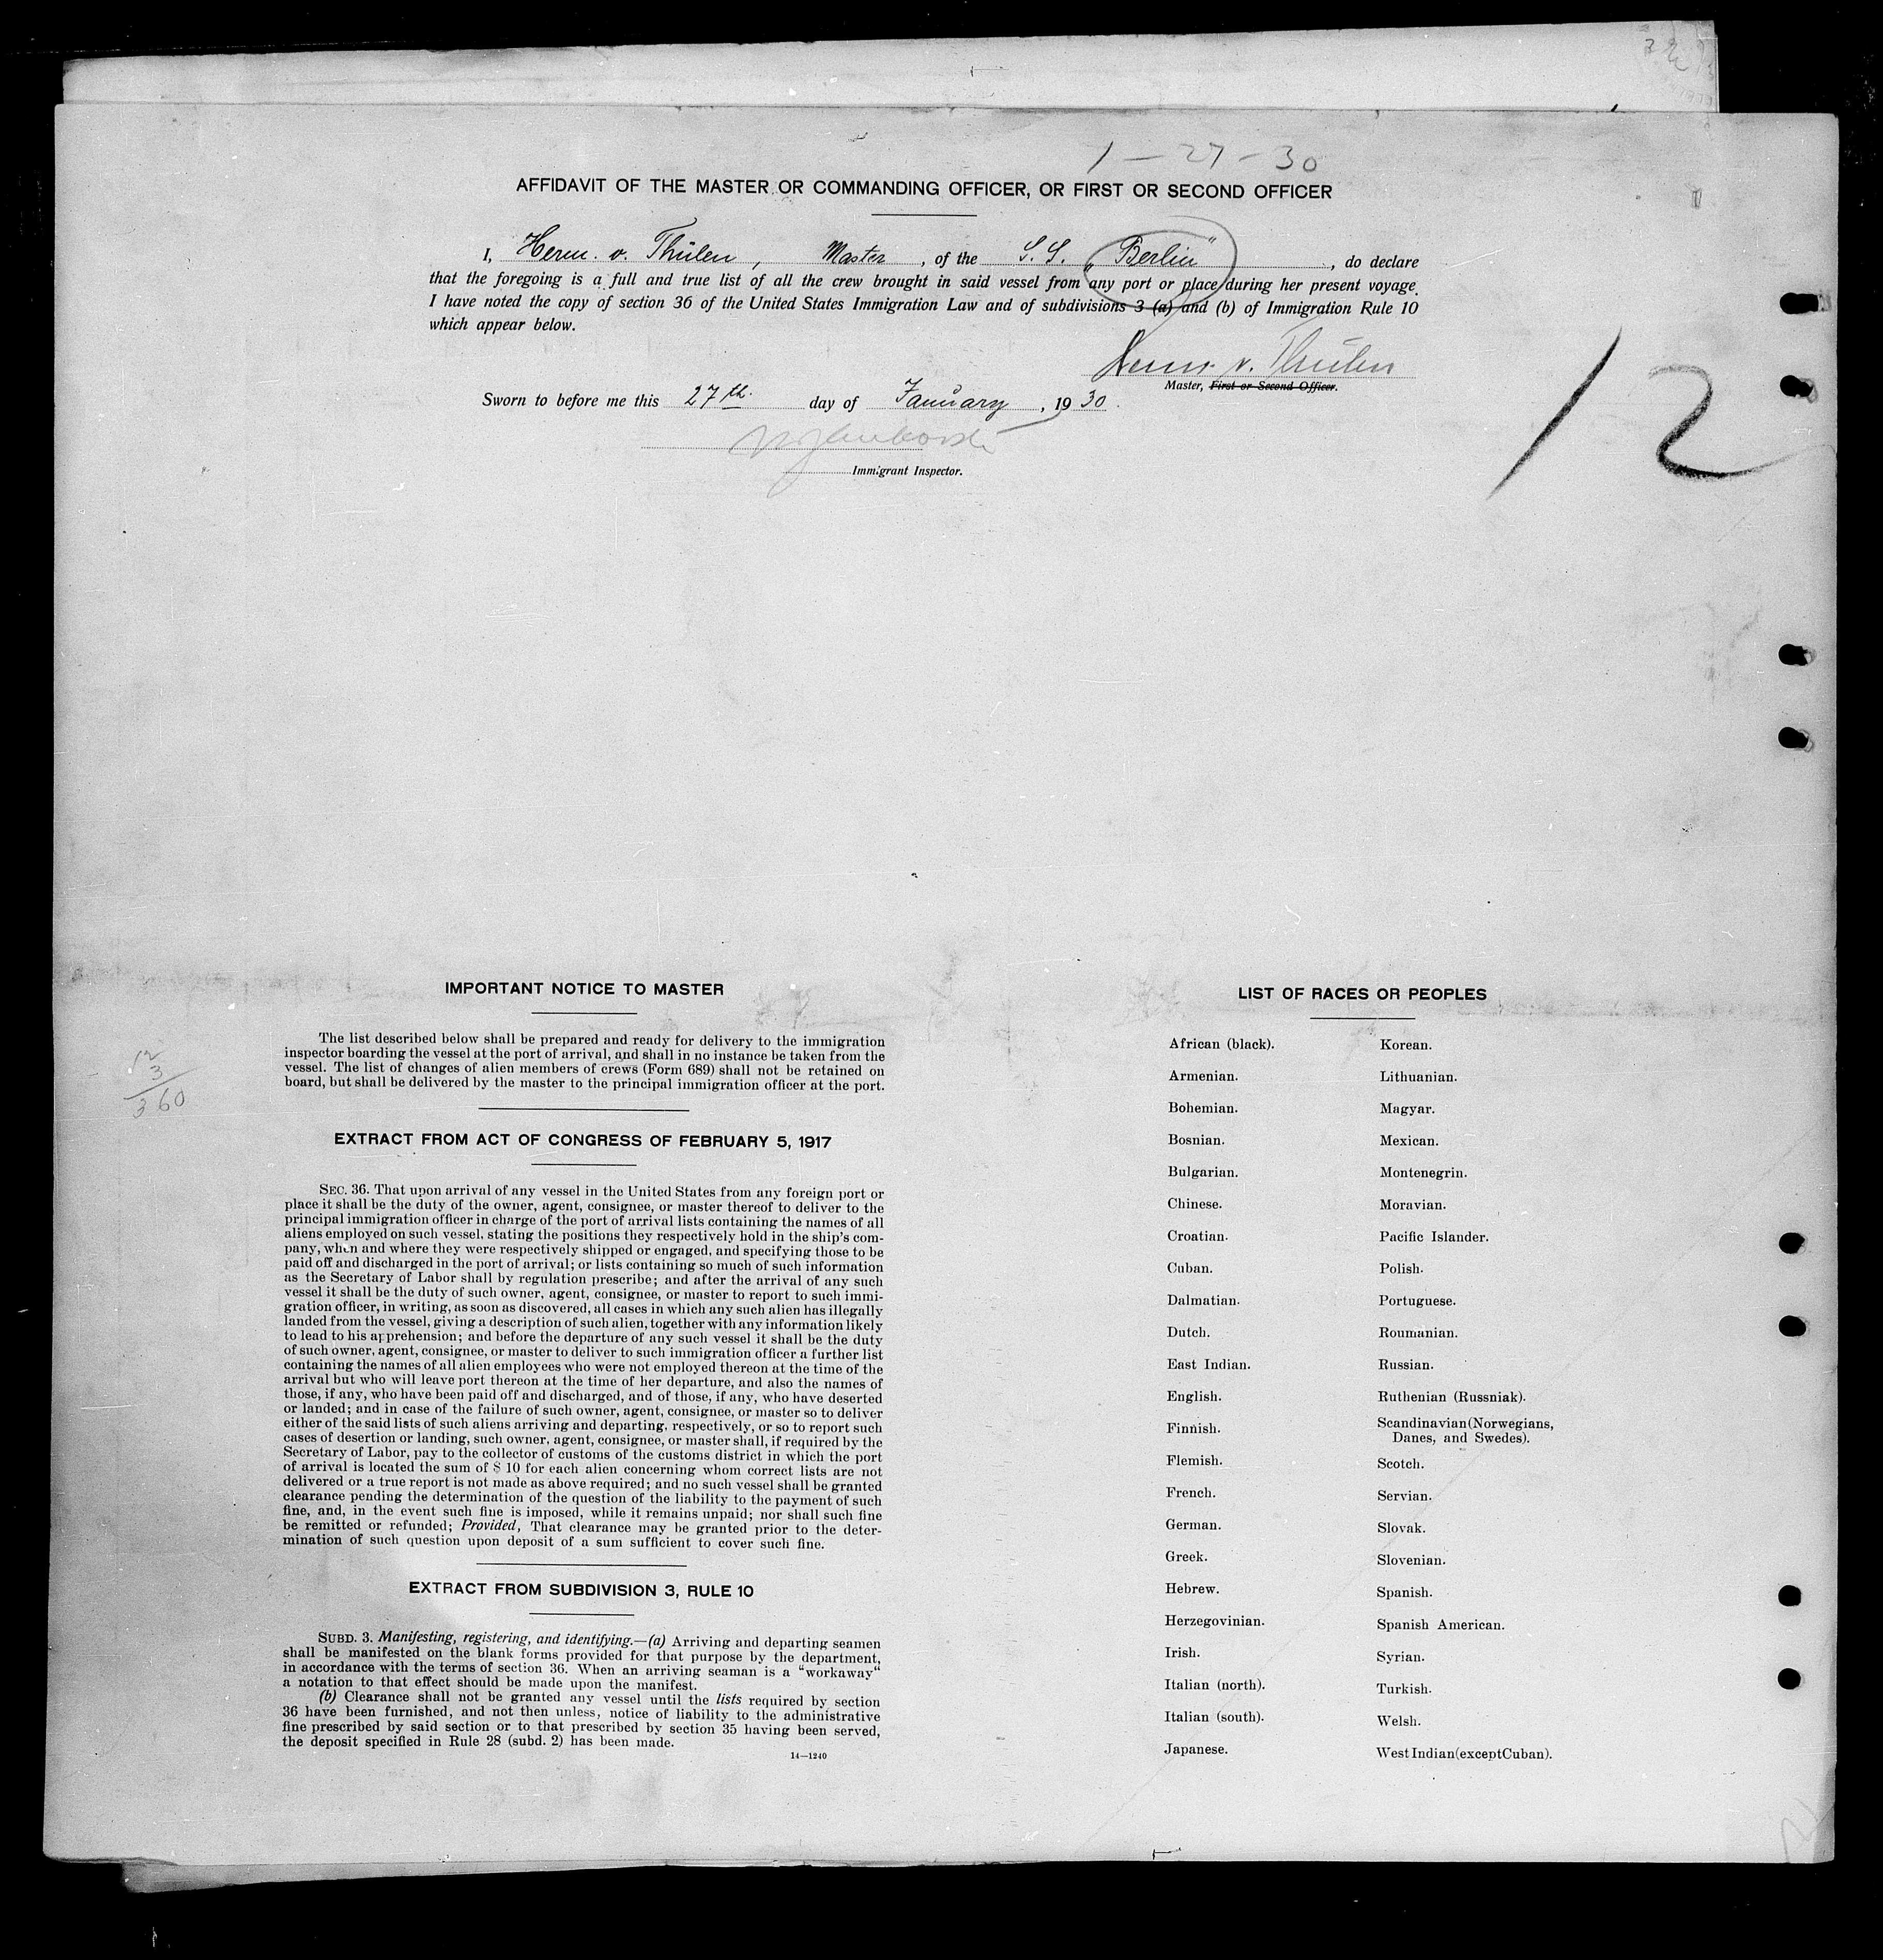 1 - 27 - 30
AFFIDAVIT OF THE MASTER OR COMMANDING OFFICER, OR FIRST OR SECOND OFFICER
I, Herm. v. Thülen, Master, of the S.S. „Berlin", do declare
that the foregoing is a full and true list of all the crew brought in said vessel from any port or place during her present voyage.
I have noted the copy of section 36 of the United States Immigration Law and of subdivisions 3 (a) and (b) of Immigration Rule 10
which appear below.
Herm. v. Thülen
Master, First or Second Officer.
Sworn to before me this 27th. day of January, 1930.
Immigrant Inspector.
12
IMPORTANT NOTICE TO MASTER
The list described below shall be prepared and ready for delivery to the immigration
inspector boarding the vessel at the port of arrival, and shall in no instance be taken from the
vessel. The list of changes of alien members of crews (Form 689) shall not be retained on
board, but shall be delivered by the master to the principal immigration officer at the port.
12
3
360
EXTRACT FROM ACT OF CONGRESS OF FEBRUARY 5, 1917
SEC. 36. That upon arrival of any vessel in the United States from any foreign port or
place it shall be the duty of the owner, agent, consignee, or master thereof to deliver to the
principal immigration officer in charge of the port of arrival lists containing the names of all
aliens employed on such vessel, stating the positions they respectively hold in the ship's com-
pany, when and where they were respectively shipped or engaged, and specifying those to be
paid off and discharged in the port of arrival; or lists containing so much of such information
as the Secretary of Labor shall by regulation prescribe; and after the arrival of any such
vessel it shall be the duty of such owner, agent, consignee, or master to report to such immi-
gration officer, in writing, as soon as discovered, all cases in which any such alien has illegally
landed from the vessel, giving a description of such alien, together with any information likely
to lead to his apprehension; and before the departure of any such vessel it shall be the duty
of such owner, agent, consignee, or master to deliver to such immigration officer a further list
containing the names of all alien employees who were not employed thereon at the time of the
arrival but who will leave port thereon at the time of her departure, and also the names of
those, if any, who have been paid off and discharged, and of those, if any, who have deserted
or landed; and in case of the failure of such owner, agent, consignee, or master so to deliver
either of the said lists of such aliens arriving and departing, respectively, or so to report such
cases of desertion or landing, such owner, agent, consignee, or master shall, if required by the
Secretary of Labor, pay to the collector of customs of the customs district in which the port
of arrival is located the sum of $ 10 for each alien concerning whom correct lists are not
delivered or a true report is not made as above required; and no such vessel shall be granted
clearance pending the determination of the question of the liability to the payment of such
fine, and, in the event such fine is imposed, while it remains unpaid; nor shall such fine
be remitted or refunded; Provided, That clearance may be granted prior to the deter-
mination of such question upon deposit of a sum sufficient to cover such fine.
EXTRACT FROM SUBDIVISION 3, RULE 10
SUBD. 3. Manifesting, registering, and identifying.—(a) Arriving and departing seamen
shall be manifested on the blank forms provided for that purpose by the department,
in accordance with the terms of section 36. When an arriving seaman is a "workaway“
a notation to that effect should be made upon the manifest.
(b) Clearance shall not be granted any vessel until the lists required by section
36 have been furnished, and not then unless, notice of liability to the administrative
fine prescribed by said section or to that prescribed by section 35 having been served,
the deposit specified in Rule 28 (subd. 2) has been made.
14—1240
LIST OF RACES OR PEOPLES
African (black).
Armenian.
Bohemian.
Bosnian.
Bulgarian.
Chinese.
Croatian.
Cuban.
Dalmatian.
Dutch.
East Indian.
English.
Finnish.
Flemish.
French.
German.
Greek.
Hebrew.
Herzegovinian.
Irish.
Italian (north).
Italian (south).
Japanese.
Korean.
Lithuanian.
Magyar.
Mexican.
Montenegrin.
Moravian.
Pacific Islander.
Polish.
Portuguese.
Roumanian.
Russian.
Ruthenian (Russniak).
Scandinavian (Norwegians,
Danes, and Swedes).
Scotch.
Servian.
Slovak.
Slovenian.
Spanish.
Spanish American.
Syrian.
Turkish.
Welsh.
West Indian (except Cuban).